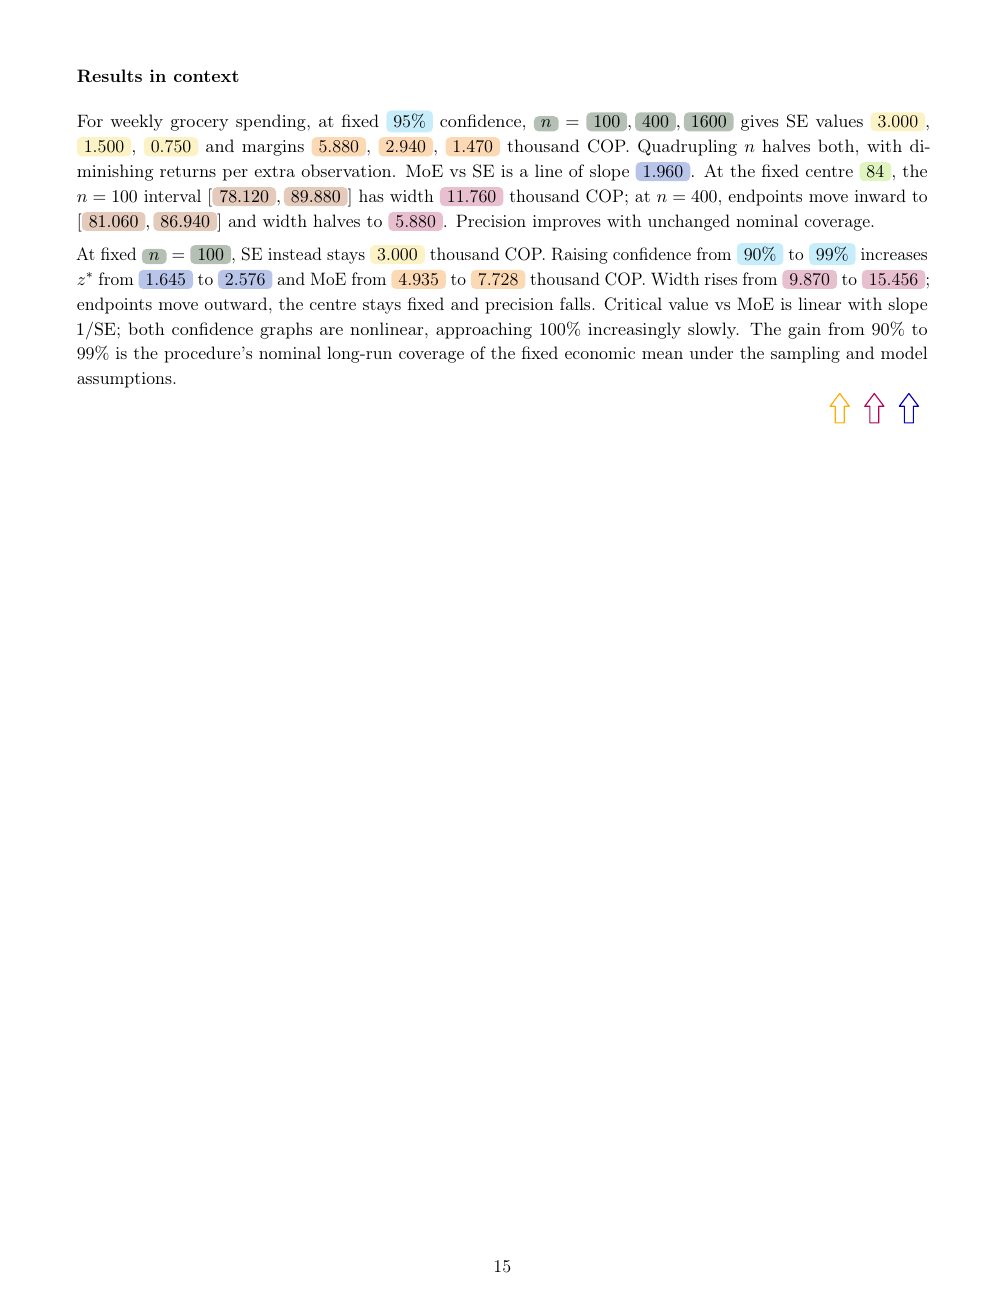 Results in context
For weekly grocery spending, at fixed 95% confidence, n = 100, 400, 1600 gives SE values 3.000,
1.500, 0.750 and margins 5.880, 2.940, 1.470 thousand COP. Quadrupling n halves both, with di-
minishing returns per extra observation. MoE vs SE is a line of slope 1.960. At the fixed centre 84, the
n = 100 interval [78.120, 89.880] has width 11.760 thousand COP; at n = 400, endpoints move inward to
[81.060, 86.940] and width halves to 5.880. Precision improves with unchanged nominal coverage.
At fixed n = 100, SE instead stays 3.000 thousand COP. Raising confidence from 90% to 99% increases
z* from 1.645 to 2.576 and MoE from 4.935 to 7.728 thousand COP. Width rises from 9.870 to 15.456;
endpoints move outward, the centre stays fixed and precision falls. Critical value vs MoE is linear with slope
1/SE; both confidence graphs are nonlinear, approaching 100% increasingly slowly. The gain from 90% to
99% is the procedure's nominal long-run coverage of the fixed economic mean under the sampling and model
assumptions.
15